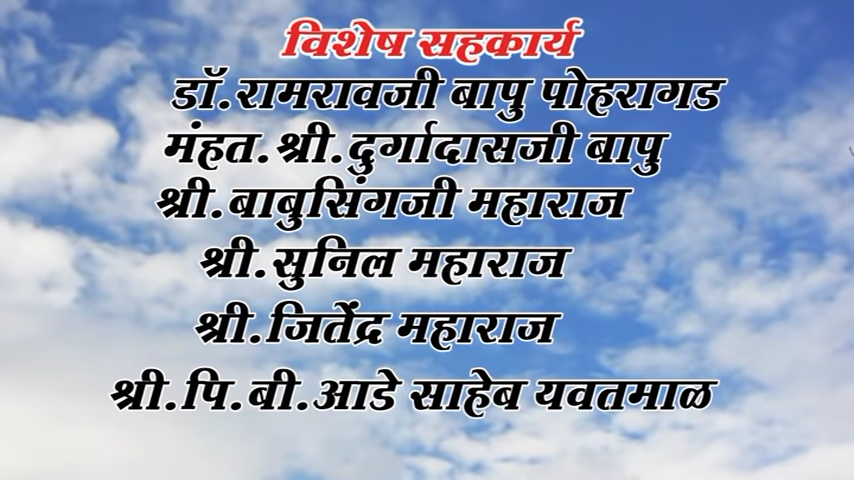 विशेष सहकार्य
डॉ.रामरावजी बापु पोहरागड
मंहत.श्री.दुर्गादासजी बापु
श्री.बाबुसिंगजी महाराज
श्री.सुनिल महाराज
श्री.जितेंद्र महाराज
श्री.पि.बी.आडे साहेब यवतमाळ